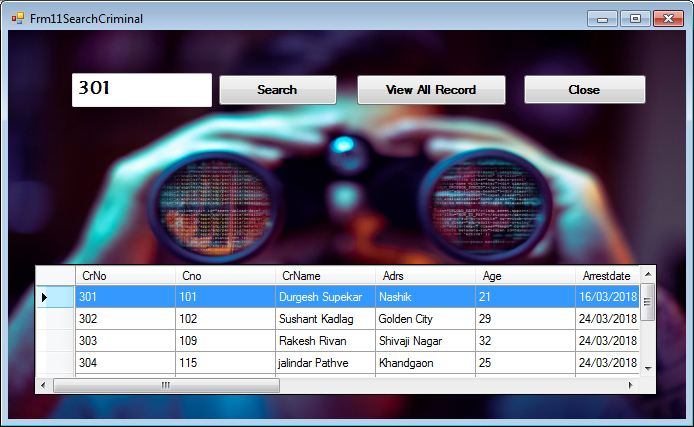 Frm11SearchCriminal
301 Search View All Record Close
CrNo Cno CrName Adrs Age Arrestdate
301 101 Durgesh Supekar Nashik 21 16/03/2018
302 102 Sushant Kadlag Golden City 29 24/03/2018
303 109 Rakesh Rivan Shivaji Nagar 32 24/03/2018
304 115 jalindar Pathve Khandgaon 25 24/03/2018